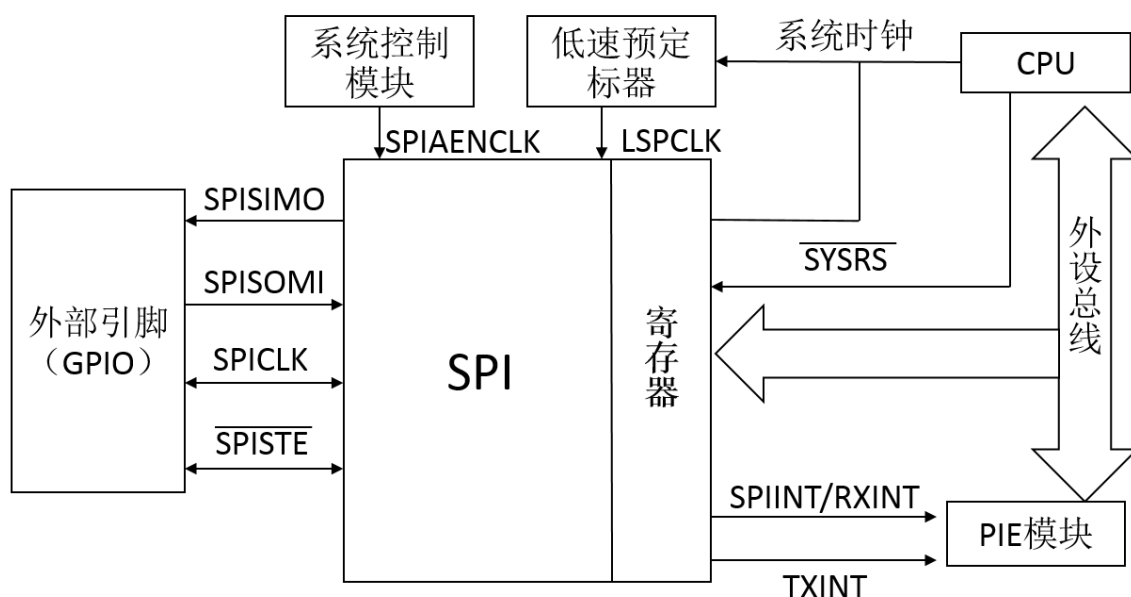 系统控制
模块
低速预定
标器
系统时钟
CPU
SPIAENCLK
LSPCLK
SPISIMO
SYSRS
SPISOMI
外部引脚
（GPIO）
SPICLK
SPI
寄存器
外设总线
SPISTE
SPIINT/RXINT
PIE模块
TXINT